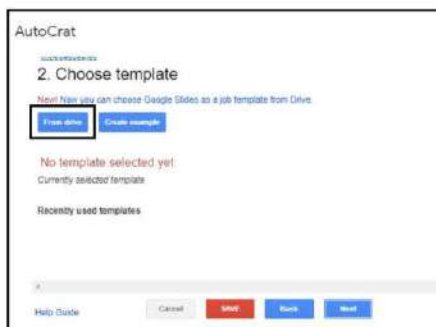 AutoCrat
2. Choose template
New! Now you can choose Google Slides as a job template from Drive
From drive Create example
No template selected yet
Currently selected template
Recently used templates
Help Guide Cancel SAVE Back Next